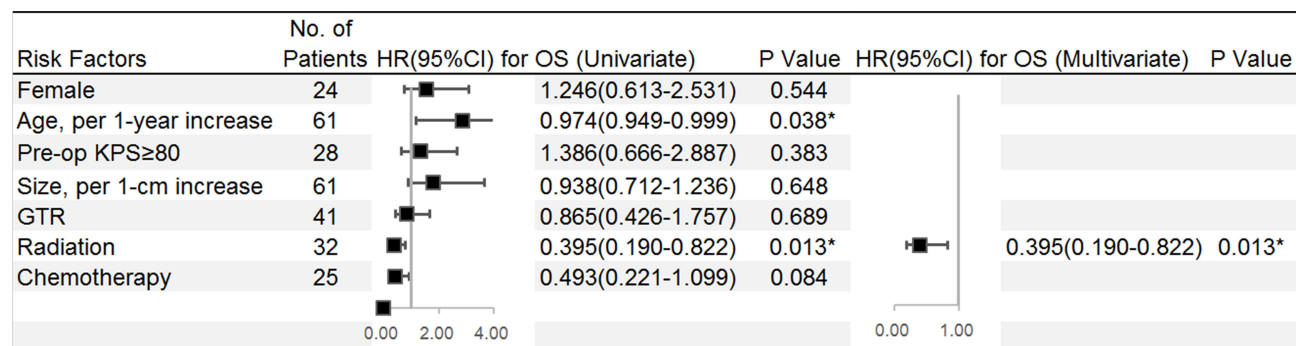 No. of
Risk Factors Patients HR(95%CI) for OS (Univariate) P Value HR(95%CI) for OS (Multivariate) P Value
Female 24 1.246(0.613-2.531) 0.544
Age, per 1-year increase 61 0.974(0.949-0.999) 0.038*
Pre-op KPS≥80 28 1.386(0.666-2.887) 0.383
Size, per 1-cm increase 61 0.938(0.712-1.236) 0.648
GTR 41 0.865(0.426-1.757) 0.689
Radiation 32 0.395(0.190-0.822) 0.013* 0.395(0.190-0.822) 0.013*
Chemotherapy 25 0.493(0.221-1.099) 0.084
0.00 2.00 4.00 0.00 1.00